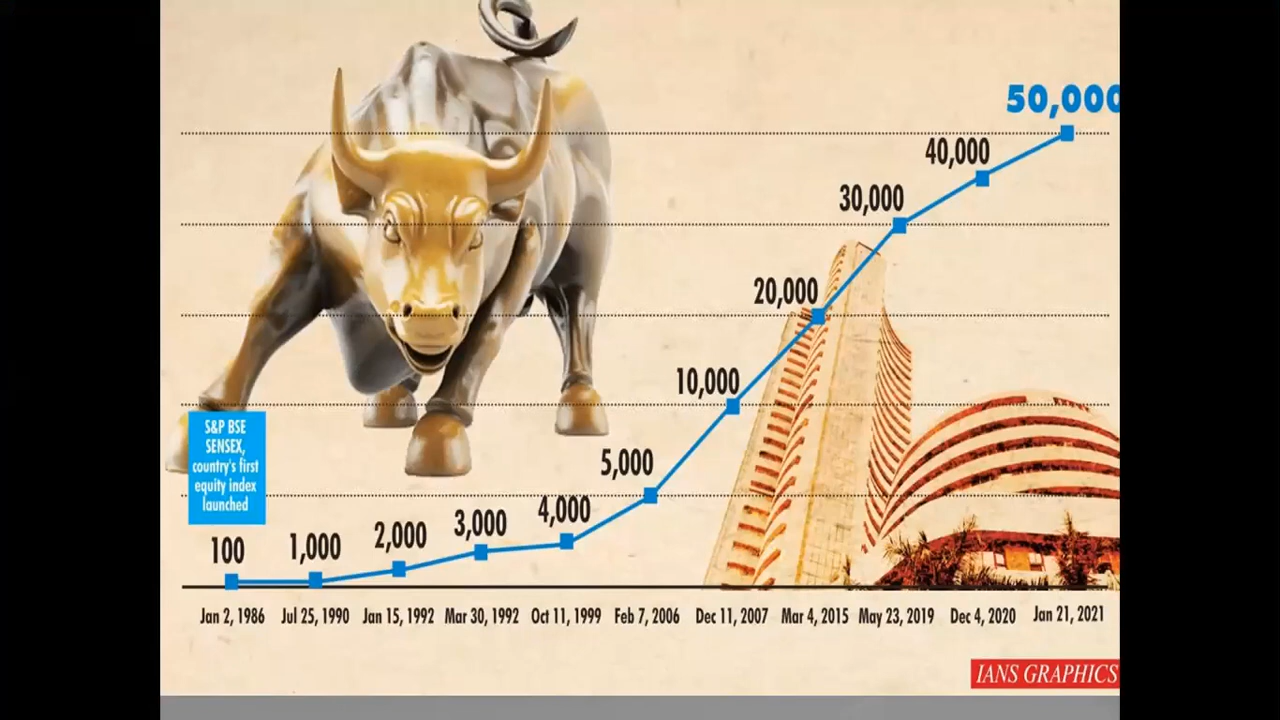 50,000
40,000
30,000
20,000
10,000
5,000
4,000
3,000
2,000
1,000
100
S&P BSE
SENSEX,
country's first
equity index
launched
Jan 2, 1986 Jul 25, 1990 Jan 15, 1992 Mar 30, 1992 Oct 11, 1999 Feb 7, 2006 Dec 11, 2007 Mar 4, 2015 May 23, 2019 Dec 4, 2020 Jan 21, 2021
IANS GRAPHICS